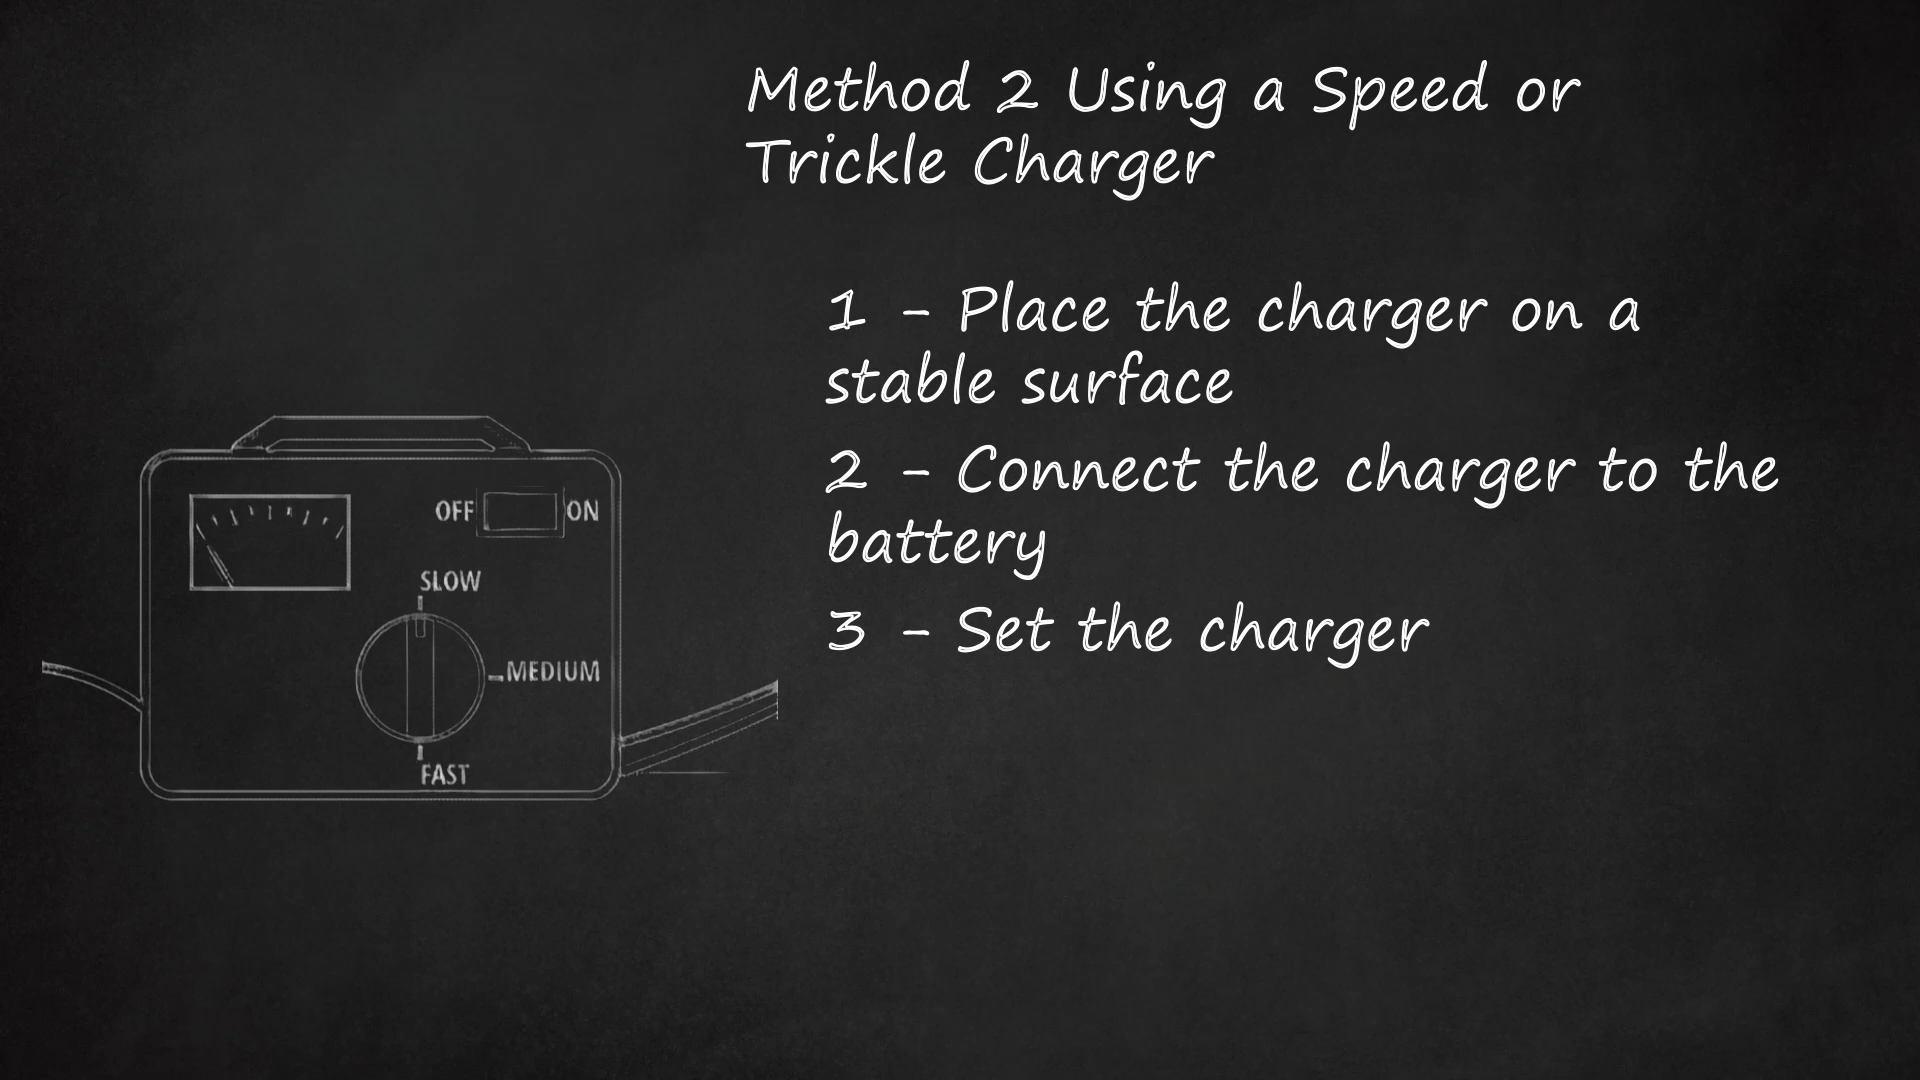 Method 2 Using a Speed or
Trickle Charger
1 - Place the charger on a
stable surface
2 - Connect the charger to the
battery
3 - Set the charger
OFF ON
SLOW
MEDIUM
FAST